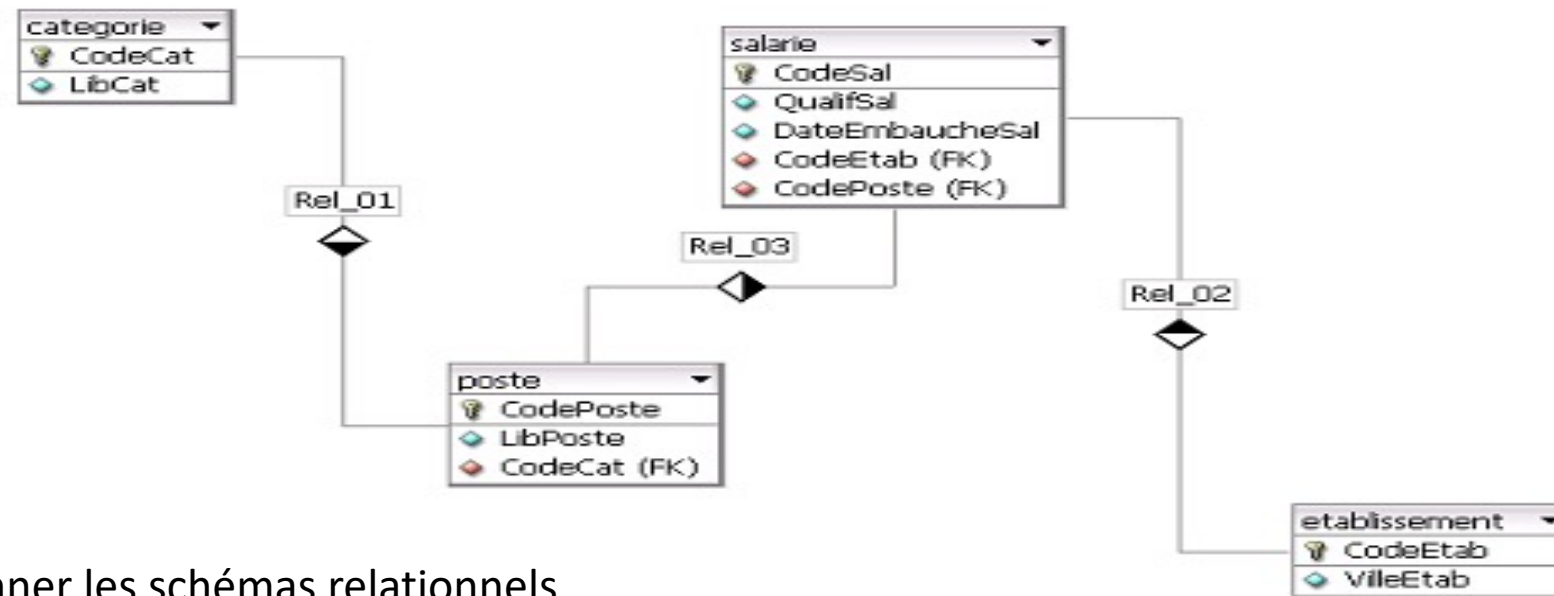 categorie
CodeCat
LibCat
salarie
CodeSal
QualifSal
DateEmbaucheSal
CodeEtab (FK)
CodePoste (FK)
Rel_01
Rel_03
Rel_02
poste
CodePoste
LibPoste
CodeCat (FK)
etablissement
CodeEtab
VilleEtab
les schémas relationnels